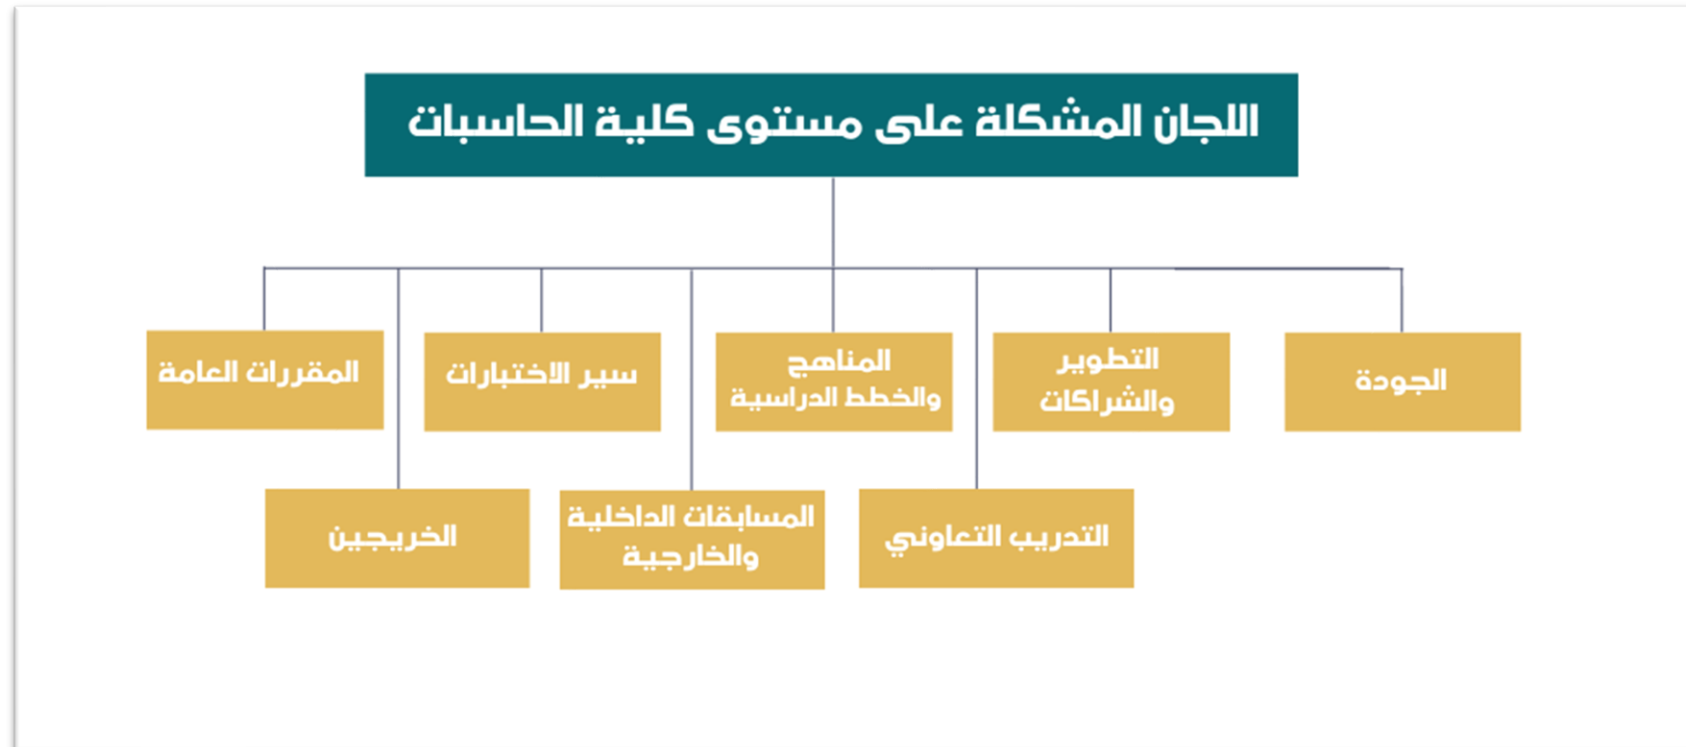 اللجان المشكلة على مستوى كلية الحاسبات
الجودة
التطوير
والشراكات
المناهج
والخطط الدراسية
سير الاختبارات
المقررات العامة
التدريب التعاوني
المسابقات الداخلية
والخارجية
الخريجين